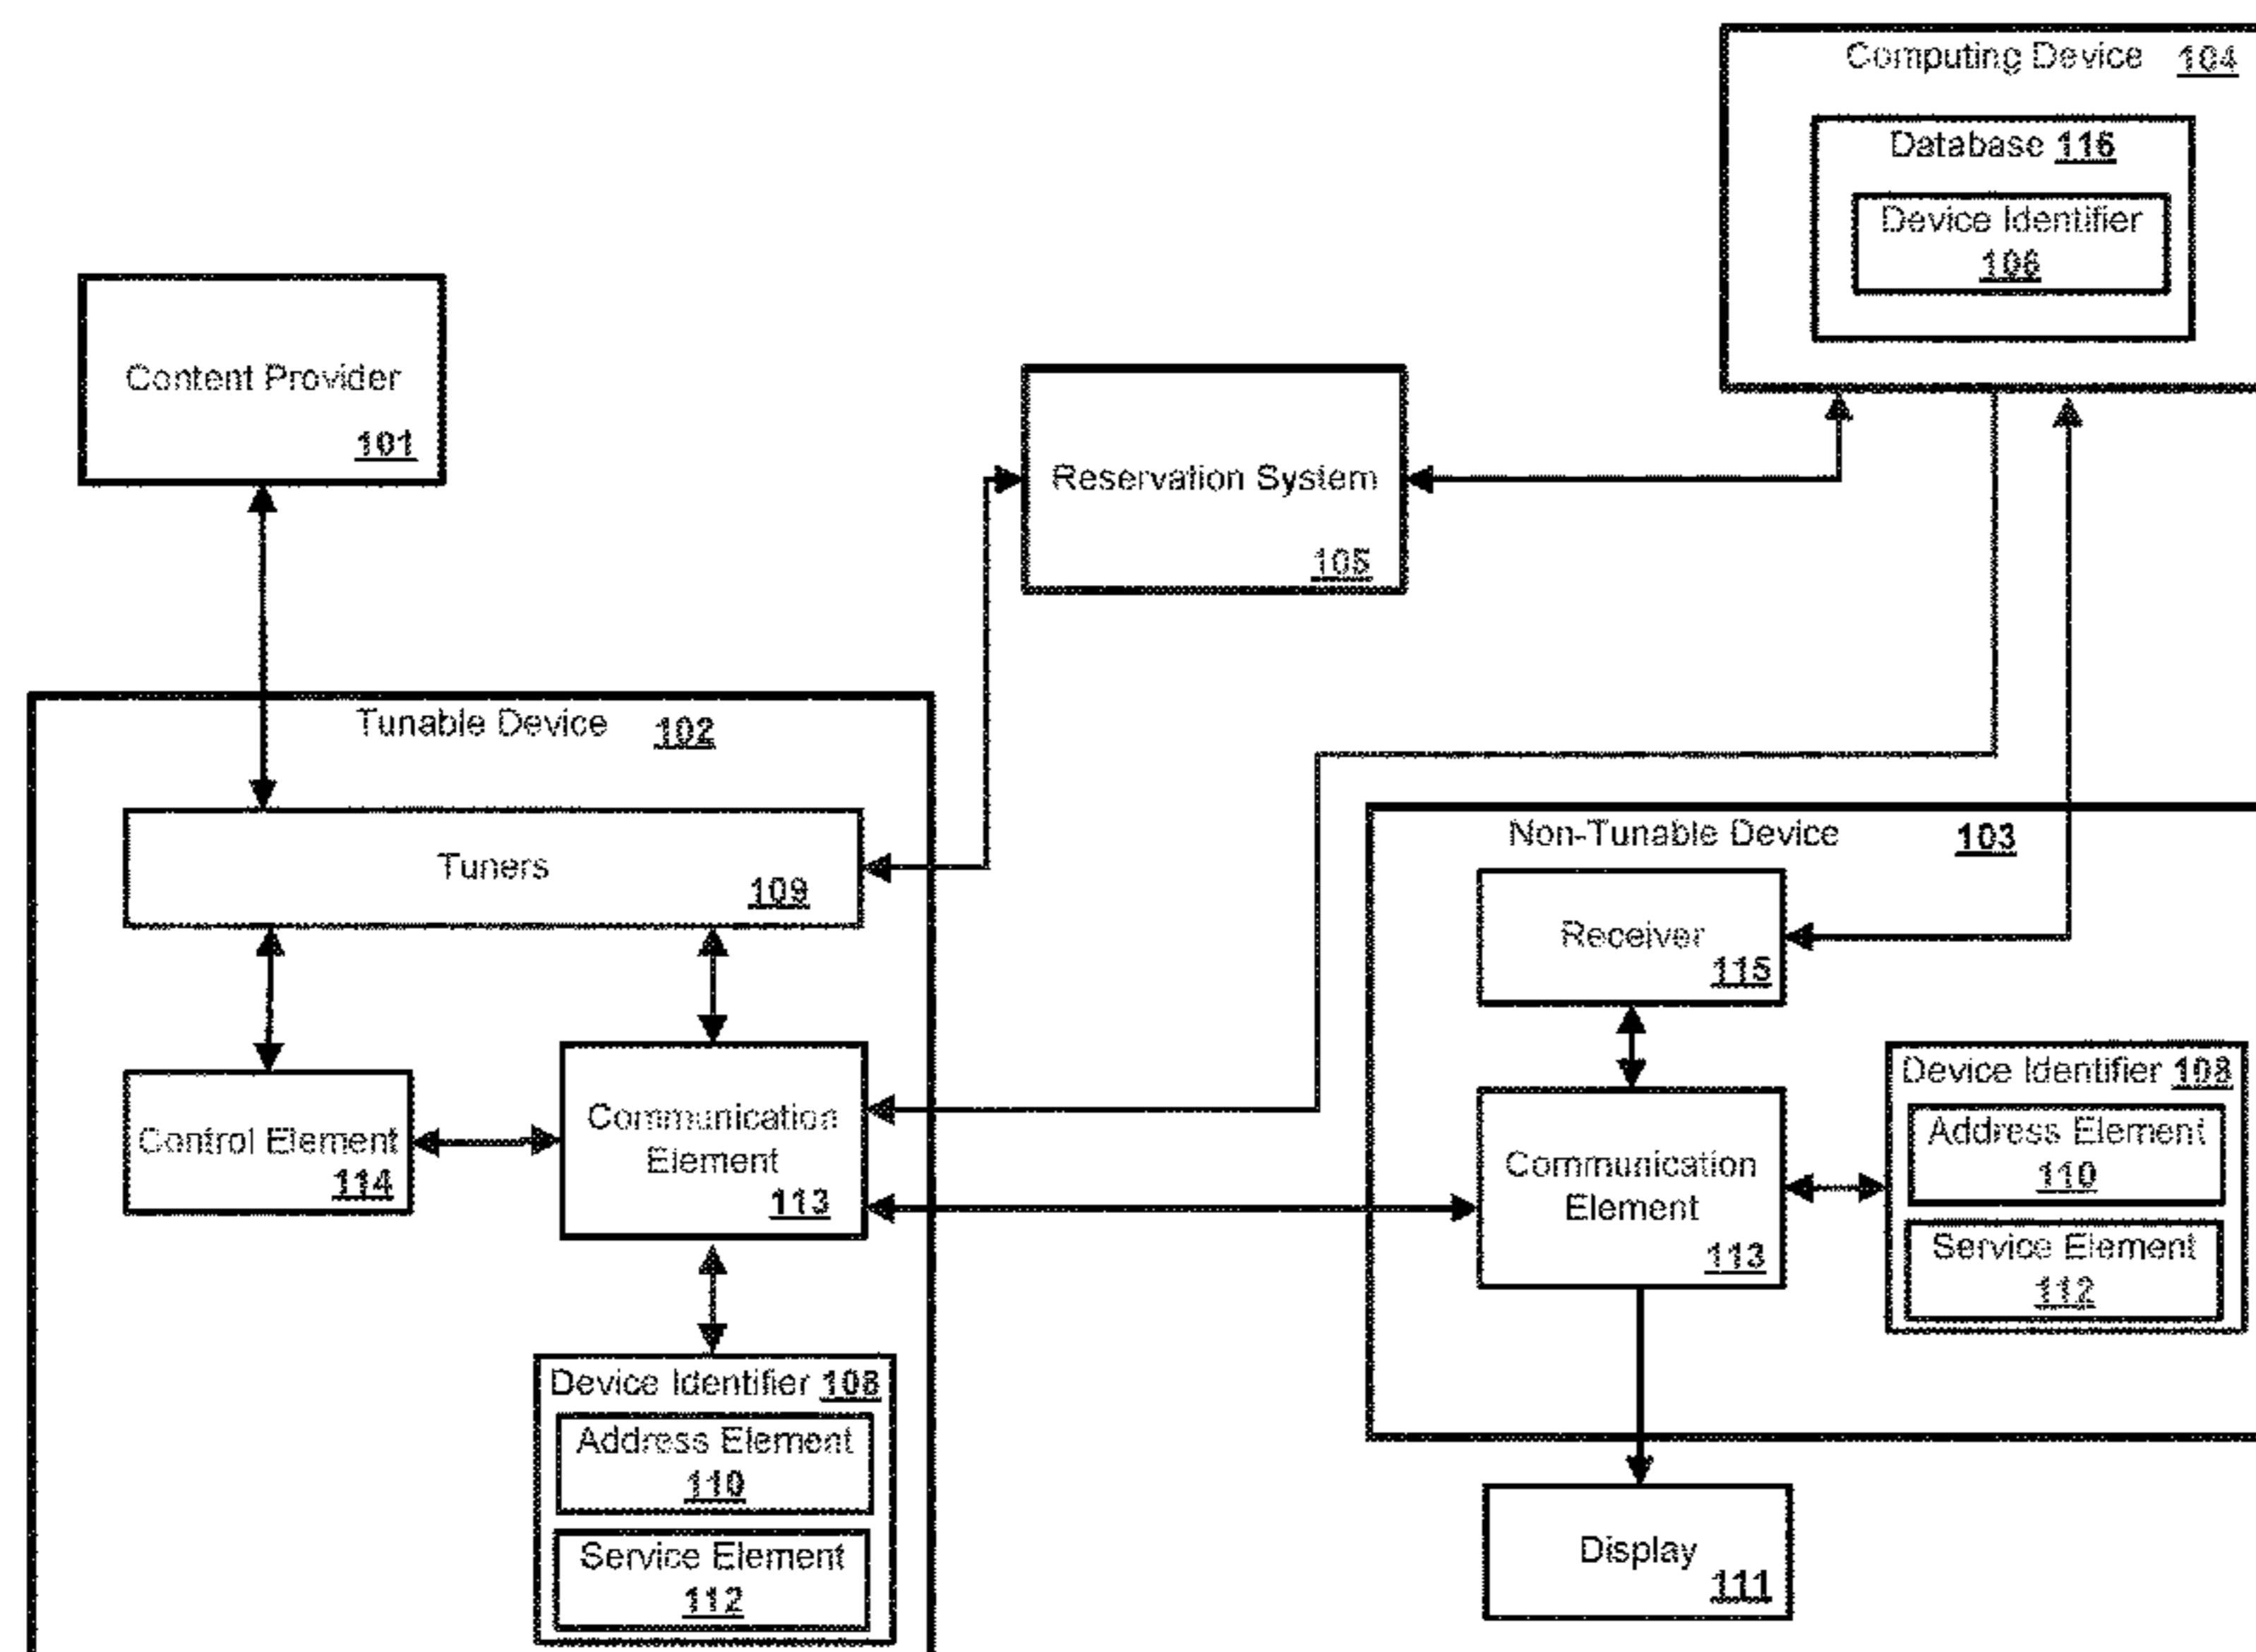 Computing Device 104
Database 116
Device Identifier
106
Content Provider
101
Reservation System
105
Tunable Device 102
Tuners
109
Control Element
114
Communication
Element
113
Device Identifier 108
Address Element
110
Service Element
112
Non-Tunable Device 103
Receiver
115
Communication
Element
113
Device Identifier 108
Address Element
110
Service Element
112
Display
111